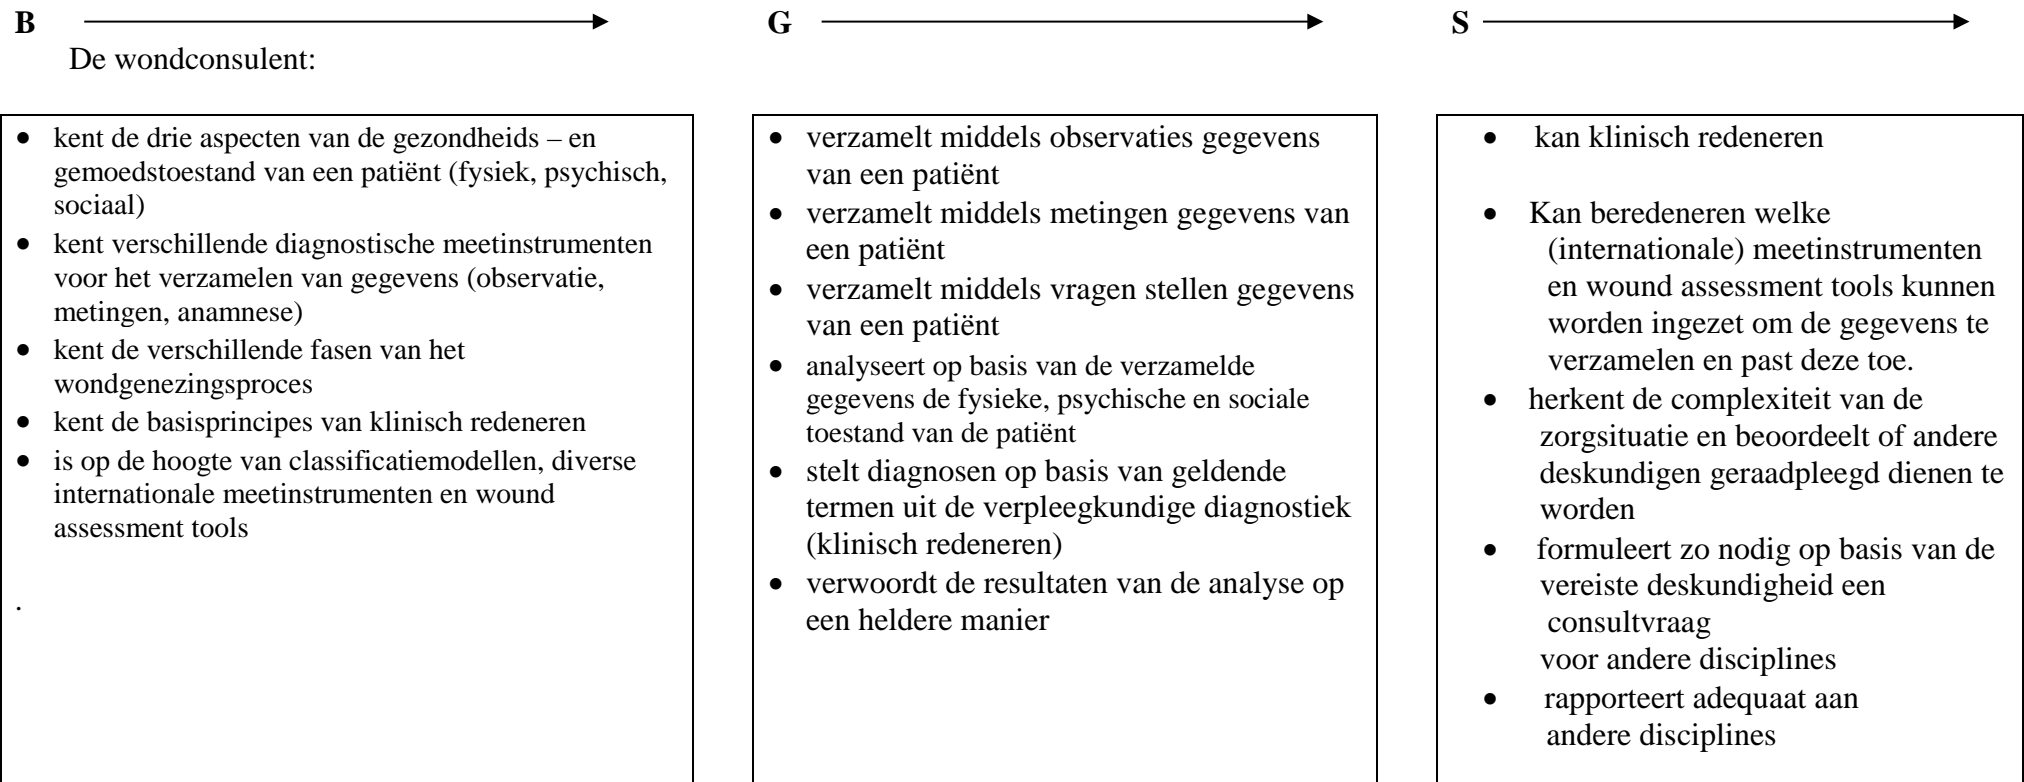 B
G
S
De wondconsulent:
• kent de drie aspecten van de gezondheids – en
gemoedstoestand van een patiënt (fysiek, psychisch,
sociaal)
• kent verschillende diagnostische meetinstrumenten
voor het verzamelen van gegevens (observatie,
metingen, anamnese)
• kent de verschillende fasen van het
wondgenezingsproces
• kent de basisprincipes van klinisch redeneren
• is op de hoogte van classificatiemodellen, diverse
internationale meetinstrumenten en wound
assessment tools
.
• verzamelt middels observaties gegevens
van een patiënt
• verzamelt middels metingen gegevens van
een patiënt
• verzamelt middels vragen stellen gegevens
van een patiënt
• analyseert op basis van de verzamelde
gegevens de fysieke, psychische en sociale
toestand van de patiënt
• stelt diagnosen op basis van geldende
termen uit de verpleegkundige diagnostiek
(klinisch redeneren)
• verwoordt de resultaten van de analyse op
een heldere manier
• kan klinisch redeneren
• Kan beredeneren welke
(internationale) meetinstrumenten
en wound assessment tools kunnen
worden ingezet om de gegevens te
verzamelen en past deze toe.
• herkent de complexiteit van de
zorgsituatie en beoordeelt of andere
deskundigen geraadpleegd dienen te
worden
• formuleert zo nodig op basis van de
vereiste deskundigheid een
consultvraag
voor andere disciplines
• rapporteert adequaat aan
andere disciplines